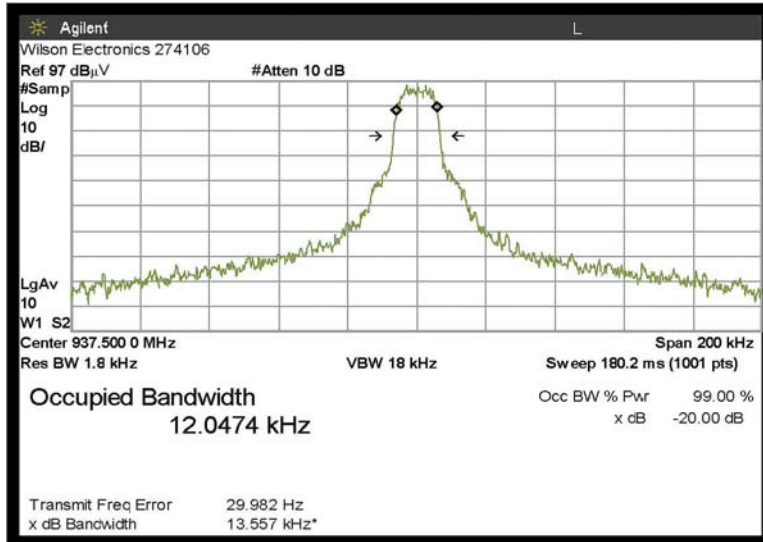 Agilent L
Wilson Electronics 274106
Ref 97 dBµV #Atten 10 dB
#Samp
Log
10
dB/
LgAv
10
W1 S2
Center 937.500 0 MHz Span 200 kHz
Res BW 1.8 kHz VBW 18 kHz Sweep 180.2 ms (1001 pts)
Occupied Bandwidth Occ BW % Pwr 99.00 %
12.0474 kHz x dB -20.00 dB
Transmit Freq Error 29.982 Hz
x dB Bandwidth 13.557 kHz*